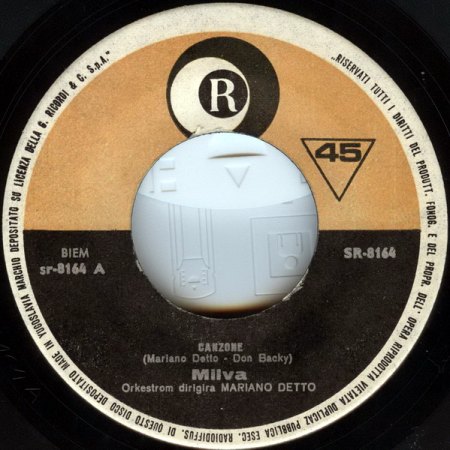 MARCHIO DEPOSITATO SU LICENZA DELLA G. RICORDI & C. S.p.A.
„RISERVATI TUTTI I DIRITTI DEL PRODUTT. FONOG. E DEL PROPR. DELL' OPERA RIPRODOTTA VIETATA DUPLICAZ PUBBLICA ESEC. RADIODIFFUS. DI QUESTO DISCO DEPOSITATO MADE IN YUGOSLAVIA
R
45
BIEM
sr-8164 A
SR-8164
CANZONE
(Mariano Detto - Don Backy)
Milva
Orkestrom dirigira MARIANO DETTO